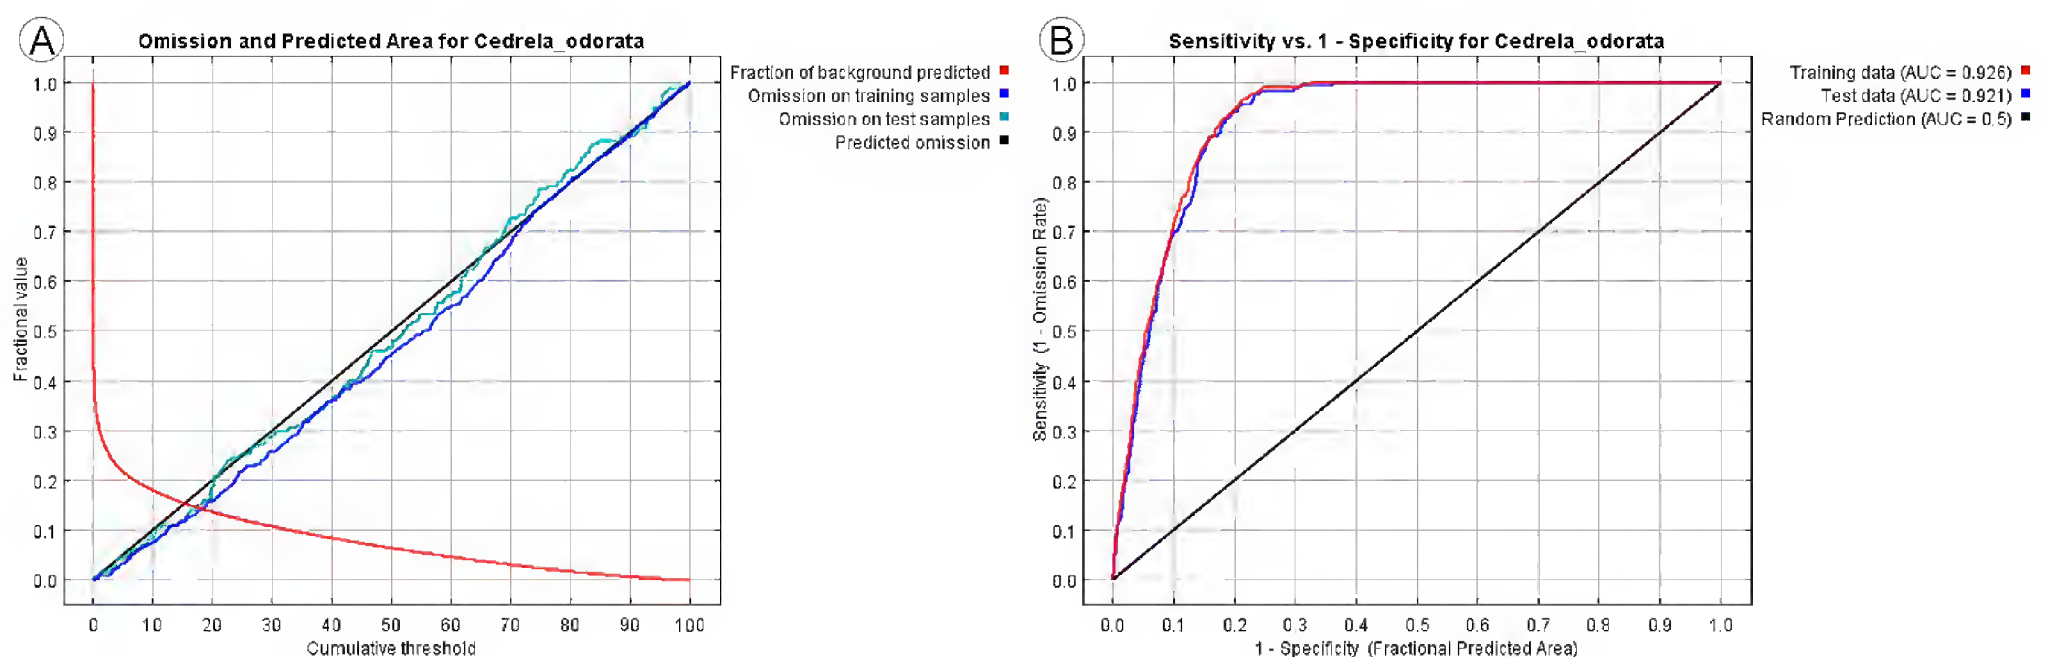 A
Omission and Predicted Area for Cedrela_odorata
Fraction of background predicted
Omission on training samples
Omission on test samples
Predicted omission
Fractional value
1.0
0.9
0.8
0.7
0.6
0.5
0.4
0.3
0.2
0.1
0.0
0 10 20 30 40 50 60 70 80 90 100
Cumulative threshold
B
Sensitivity vs. 1 - Specificity for Cedrela_odorata
Training data (AUC = 0.926)
Test data (AUC = 0.921)
Random Prediction (AUC = 0.5)
Sensitivity (1 - Omission Rate)
1.0
0.9
0.8
0.7
0.6
0.5
0.4
0.3
0.2
0.1
0.0
0.0 0.1 0.2 0.3 0.4 0.5 0.6 0.7 0.8 0.9 1.0
1 - Specificity (Fractional Predicted Area)